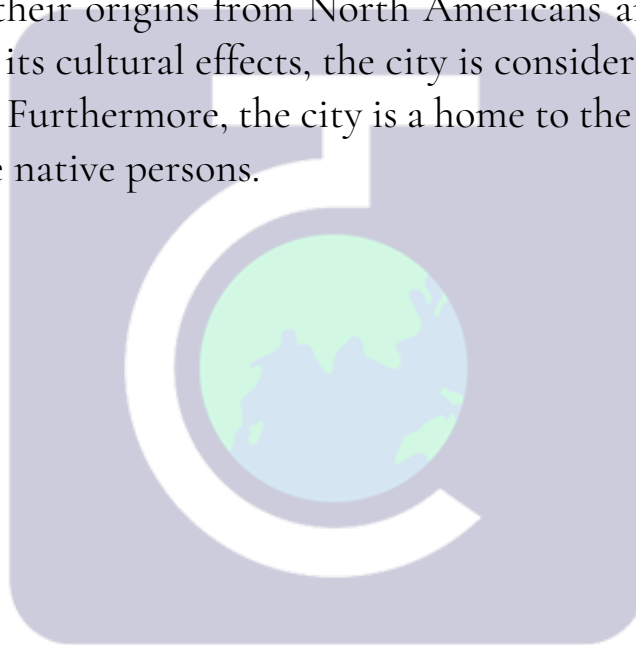 their origins from North Americans
its cultural effects, the city is
Furthermore, the city is a home to the
native persons.